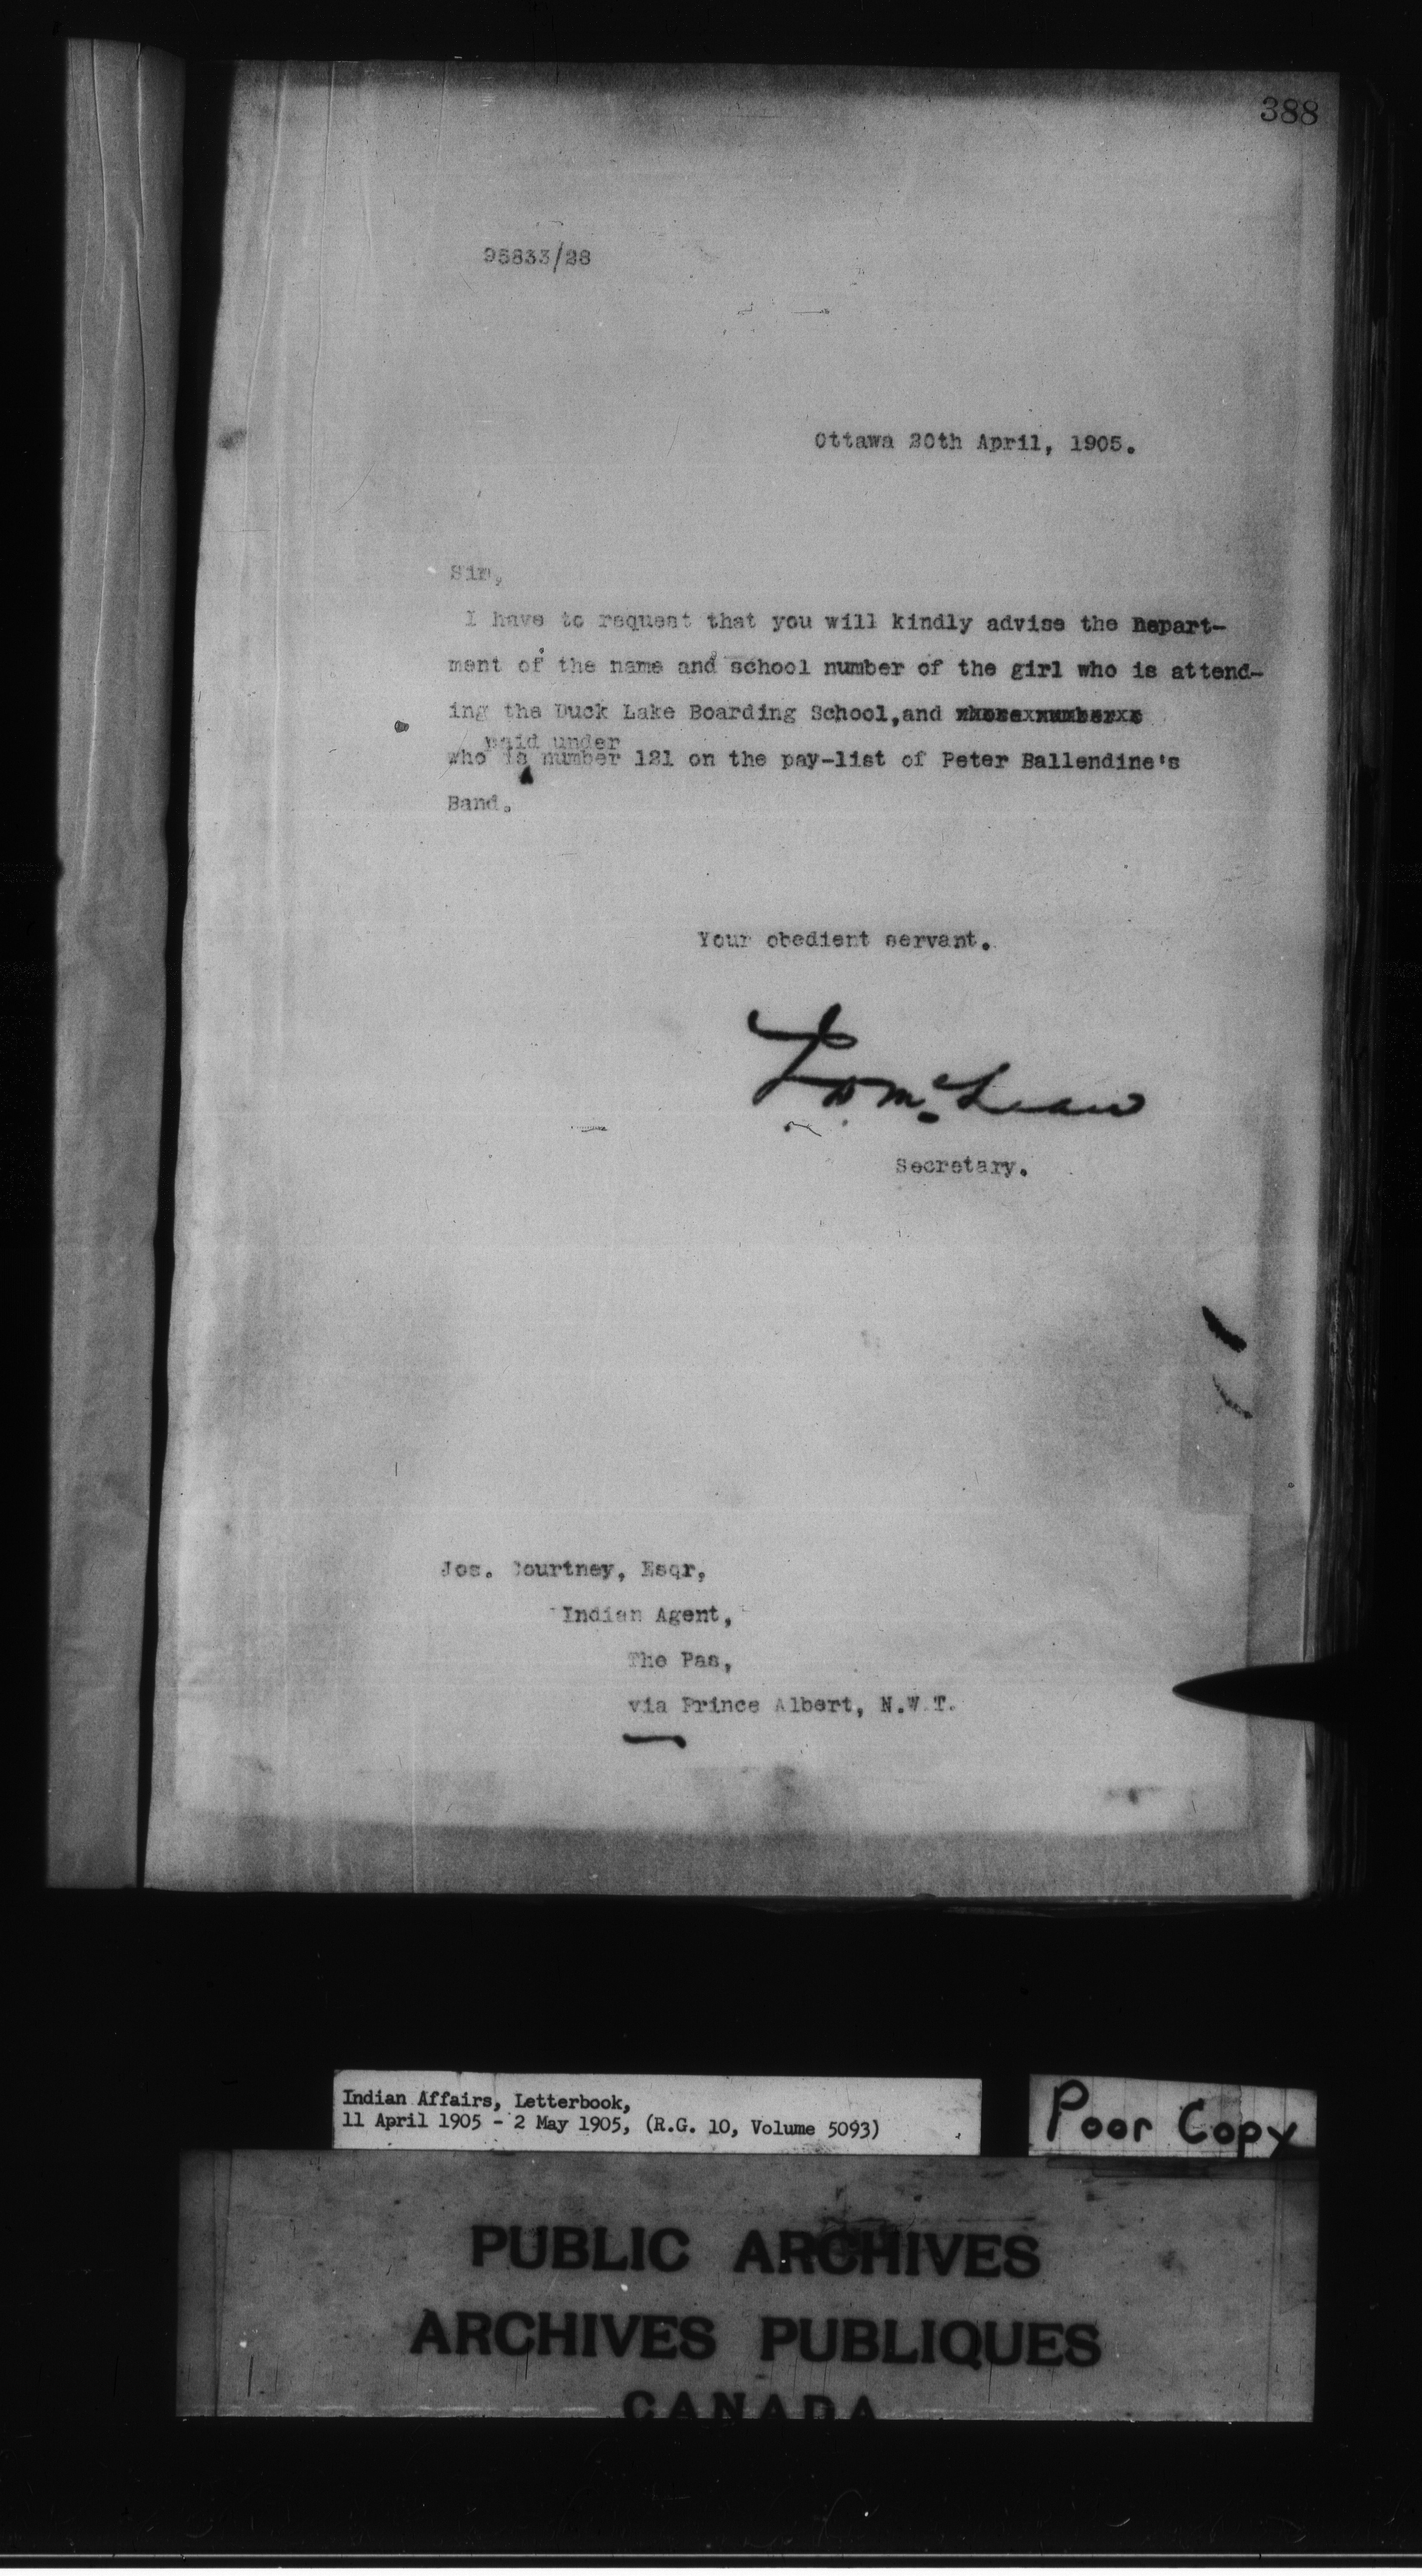 388
95833/28
Ottawa 20th April, 1905.
Sir,
I have to request that you will kindly advise the Depart-
ment of the name and school number of the girl who is attend-
ing the Duck Lake Boarding School, and whose number is
paid under
who is number 121 on the pay-list of Peter Ballendine's
Band.
Your obedient servant.
J D McLean
Secretary.
Jos. Courtney, Esqr,
Indian Agent,
The Pas,
via Prince Albert, N.W.T.
Indian Affairs, Letterbook,
11 April 1905 - 2 May 1905, (R.G. 10, Volume 5093)
Poor Copy
PUBLIC ARCHIVES
ARCHIVES PUBLIQUES
CANADA